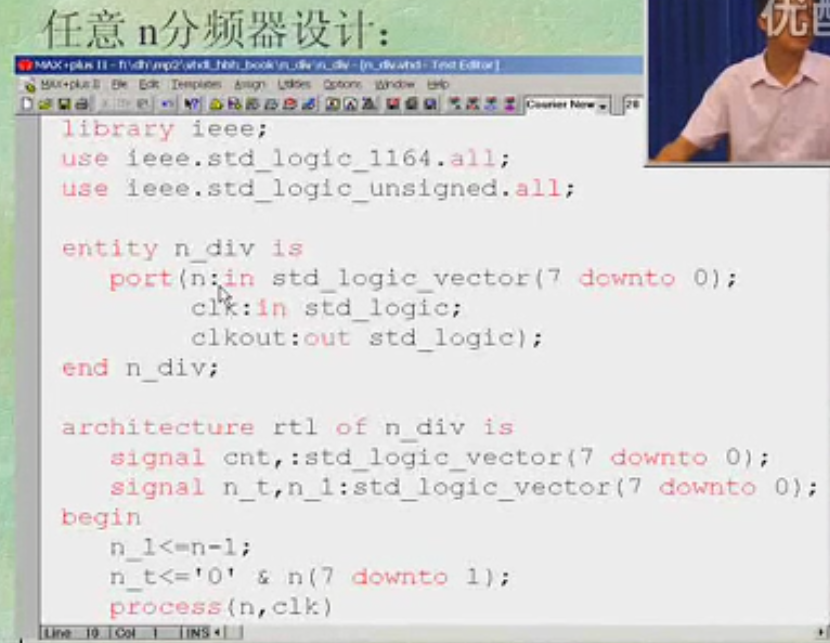 任意 n分频器设计：
优酷
MAX+plus II - f:\dh\mp2\vhdl_hbh_book\n_div\n_div - [n_div.vhd - Text Editor]
MAX+plus II File Edit Templates Assign Utilities Options Window Help
Courier New 20
library ieee;
use ieee.std_logic_1164.all;
use ieee.std_logic_unsigned.all;
entity n_div is
port(n:in std_logic_vector(7 downto 0);
clk:in std_logic;
clkout:out std_logic);
end n_div;
architecture rtl of n_div is
signal cnt,:std_logic_vector(7 downto 0);
signal n_t,n_1:std_logic_vector(7 downto 0);
begin
n_1<=n-1;
n_t<='0' & n(7 downto 1);
process(n,clk)
Line 10 Col 1 INS